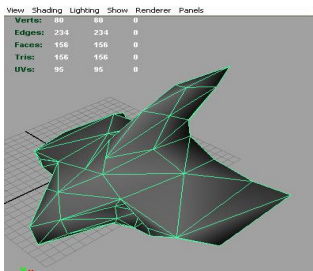 View Shading Lighting Show Renderer Panels
Verts: 80 80 0
Edges: 234 234 0
Faces: 156 156 0
Tris: 156 156 0
UVs: 95 95 0